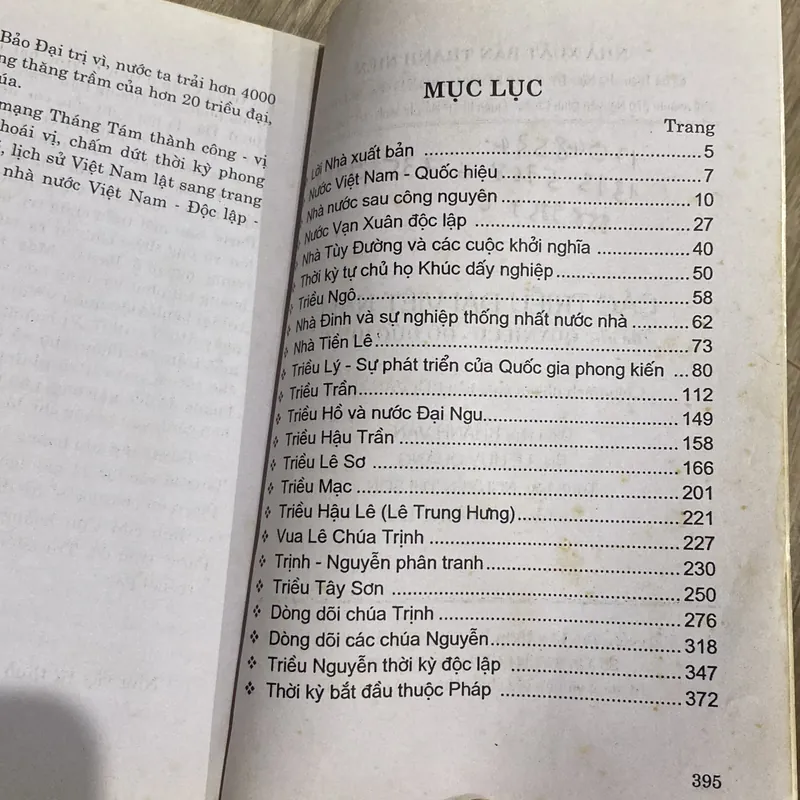 Bảo Đại trị vì, nước ta trải hơn 4000
ng thăng trầm của hơn 20 triều đại,
úa.
mạng Tháng Tám thành công - vị
hoái vị, chấm dứt thời kỳ phong
, lịch sử Việt Nam lật sang trang
nhà nước Việt Nam - Độc lập -
MỤC LỤC
Trang
Lời Nhà xuất bản ........................5
❖ Nước Việt Nam - Quốc hiệu ........................7
❖ Nhà nước sau công nguyên ........................10
❖ Nước Vạn Xuân độc lập ........................27
❖ Nhà Tùy Đường và các cuộc khởi nghĩa ........................40
❖ Thời kỳ tự chủ họ Khúc dấy nghiệp ........................50
❖ Triều Ngô ........................58
❖ Nhà Đinh và sự nghiệp thống nhất nước nhà ........................62
❖ Nhà Tiền Lê ........................73
❖ Triều Lý - Sự phát triển của Quốc gia phong kiến ...80
❖ Triều Trần ........................112
❖ Triều Hồ và nước Đại Ngu ........................149
❖ Triều Hậu Trần ........................158
❖ Triều Lê Sơ ........................166
❖ Triều Mạc ........................201
❖ Triều Hậu Lê (Lê Trung Hưng) ........................221
❖ Vua Lê Chúa Trịnh ........................227
❖ Trịnh - Nguyễn phân tranh ........................230
❖ Triều Tây Sơn ........................250
❖ Dòng dõi chúa Trịnh ........................276
❖ Dòng dõi các chúa Nguyễn ........................318
❖ Triều Nguyễn thời kỳ độc lập ........................347
❖ Thời kỳ bắt đầu thuộc Pháp ........................372
395